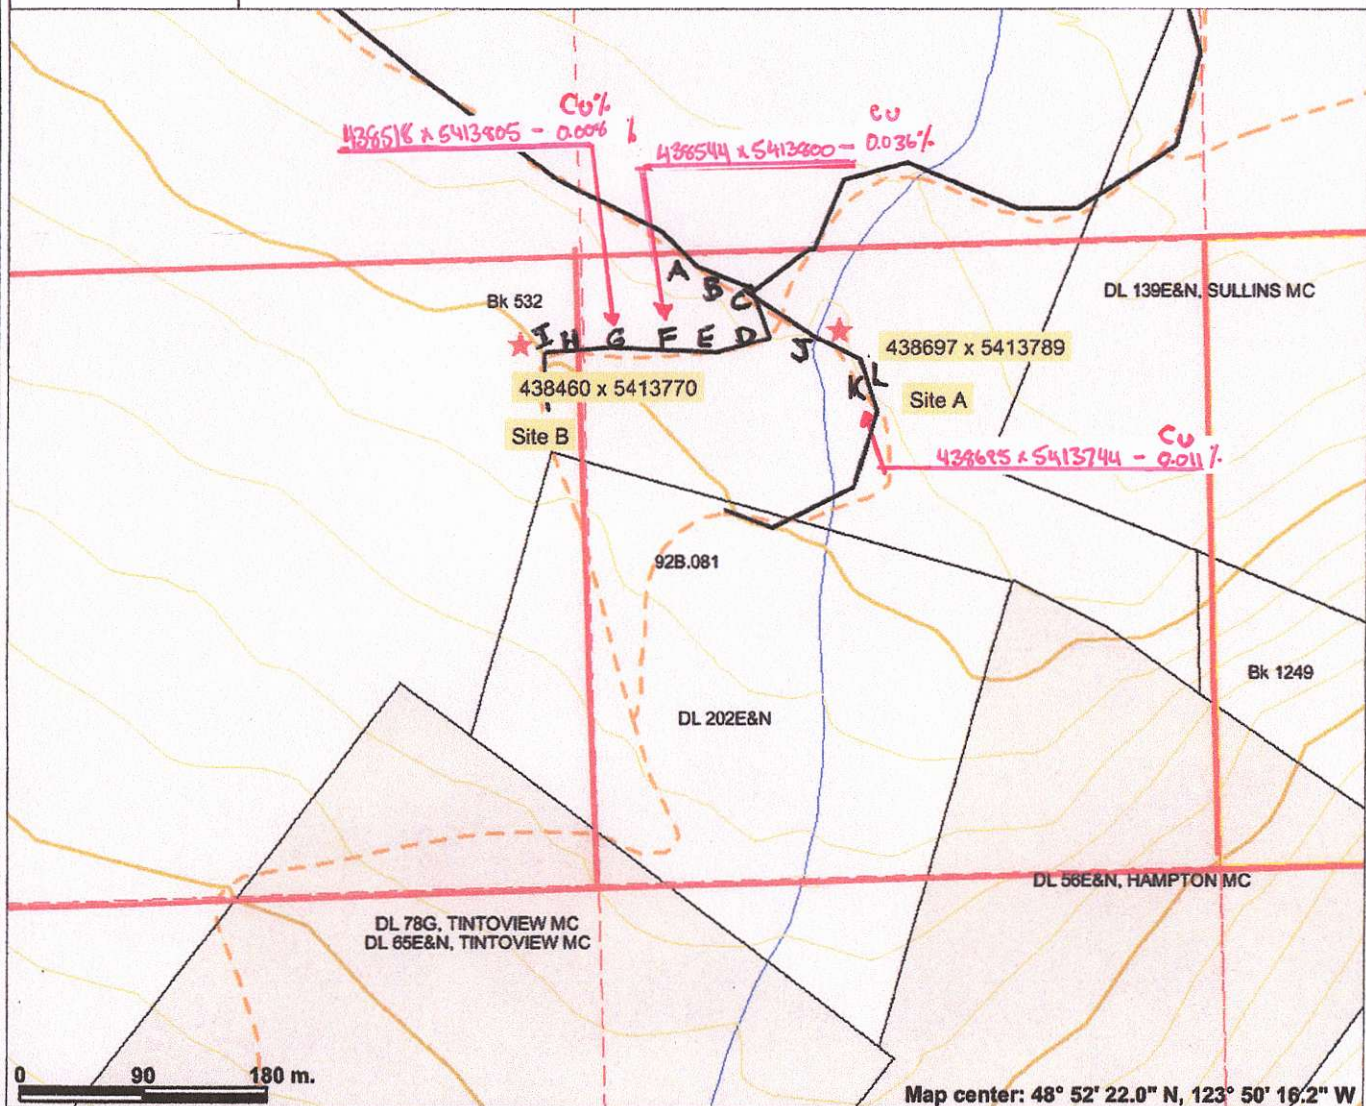 Cu%
438518 x 5413805 - 0.008 %
Cu
438544 x 5413800 - 0.036%
A
B
C
Bk 532
DL 139E&N, SULLINS MC
I H G F E D
J
438697 x 5413789
438460 x 5413770
K L
Site A
Site B
Cu
438685 x 5413744 - 0.011%
92B.081
Bk 1249
DL 202E&N
DL 56E&N, HAMPTON MC
DL 78G, TINTOVIEW MC
DL 65E&N, TINTOVIEW MC
0 90 180 m.
Map center: 48° 52' 22.0" N, 123° 50' 16.2" W